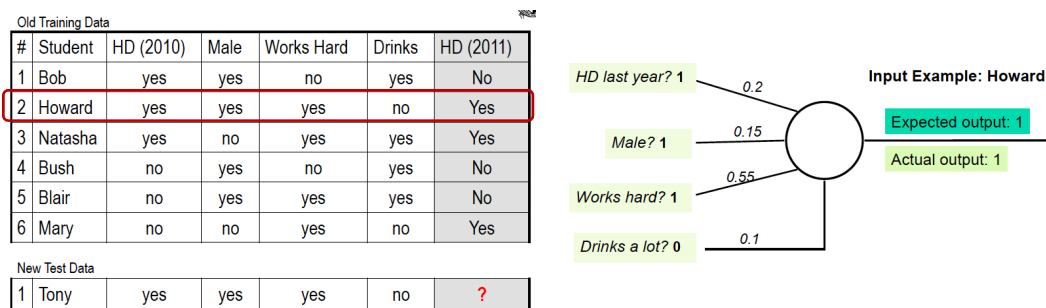 Old Training Data
# Student HD (2010) Male Works Hard Drinks HD (2011)
1 Bob yes yes no yes No
2 Howard yes yes yes no Yes
3 Natasha yes no yes yes Yes
4 Bush no yes no yes No
5 Blair no yes yes yes No
6 Mary no no yes no Yes
New Test Data
1 Tony yes yes yes no ?
HD last year? 1
0.2
Male? 1
0.15
Works hard? 1
0.55
Drinks a lot? 0
0.1
Input Example: Howard
Expected output: 1
Actual output: 1